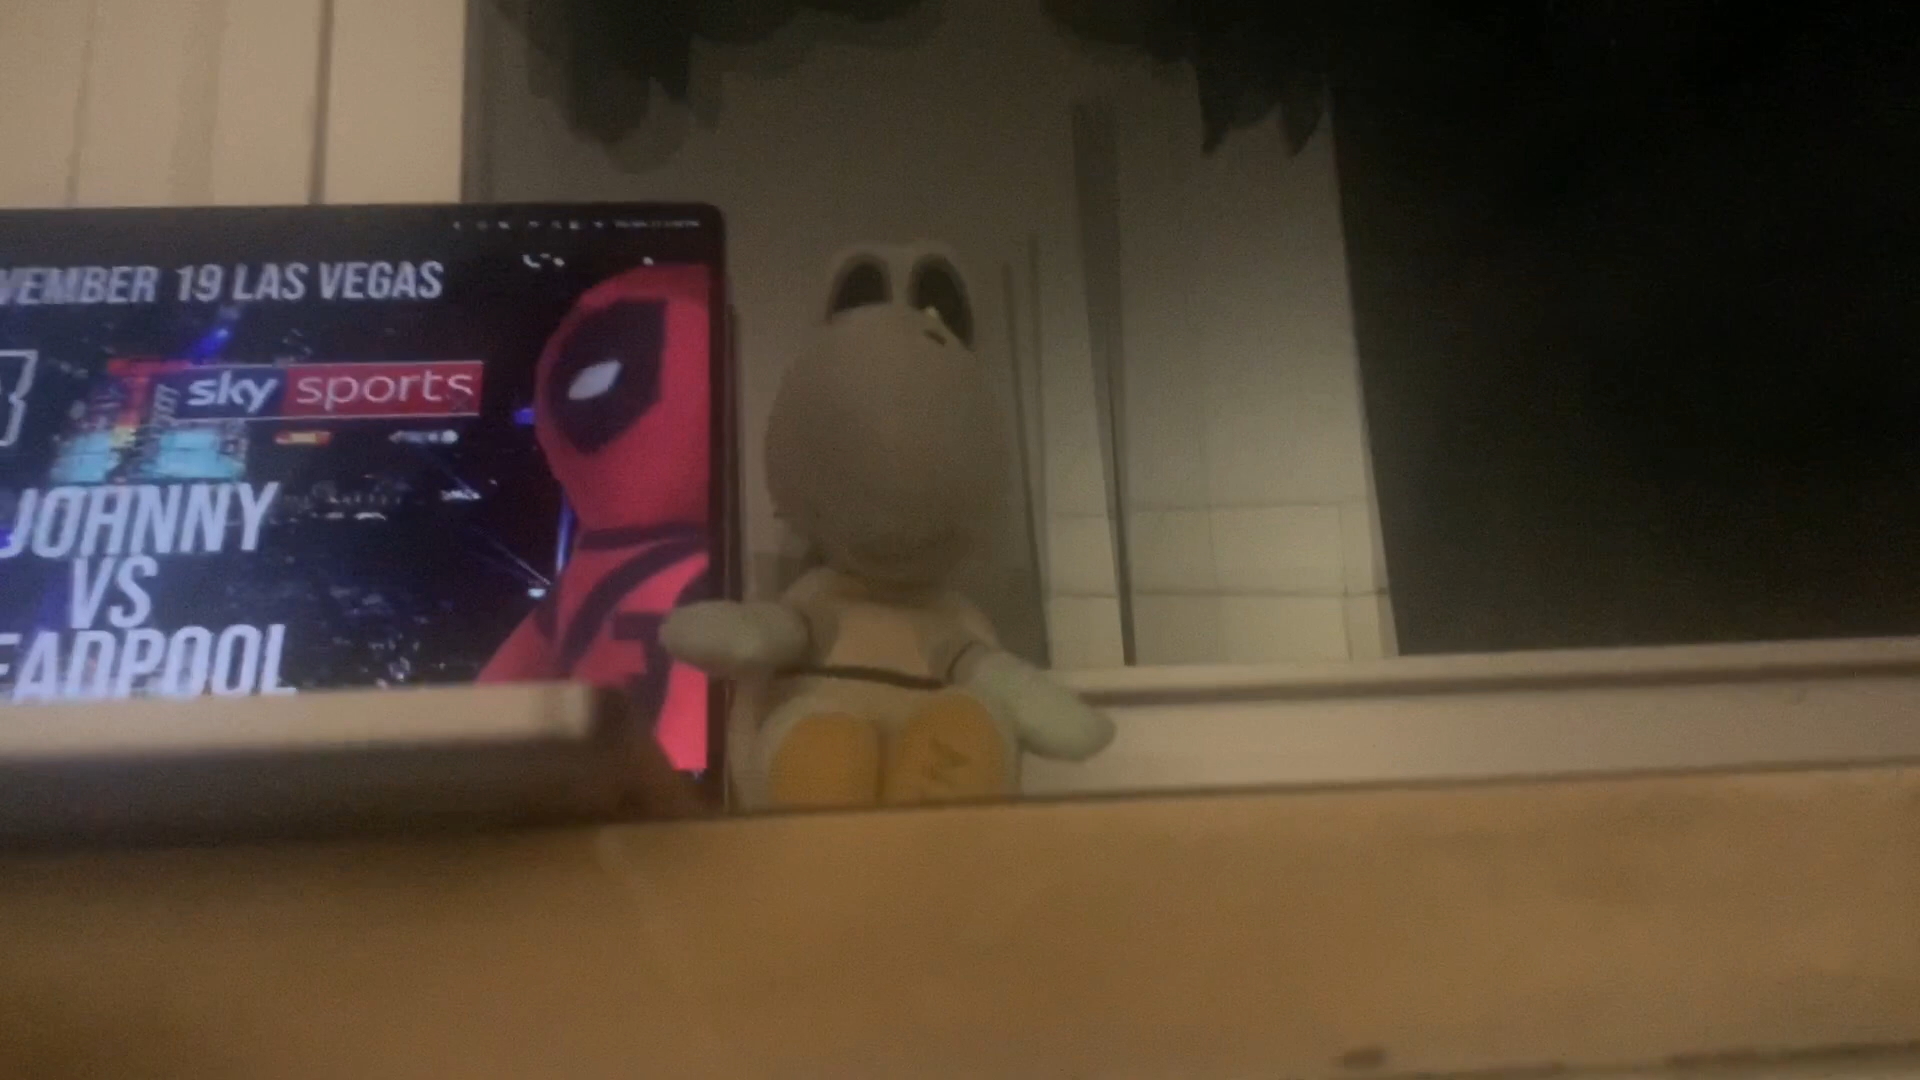 VEMBER 19 LAS VEGAS
sky sports
JOHNNY
VS
EADPOOL